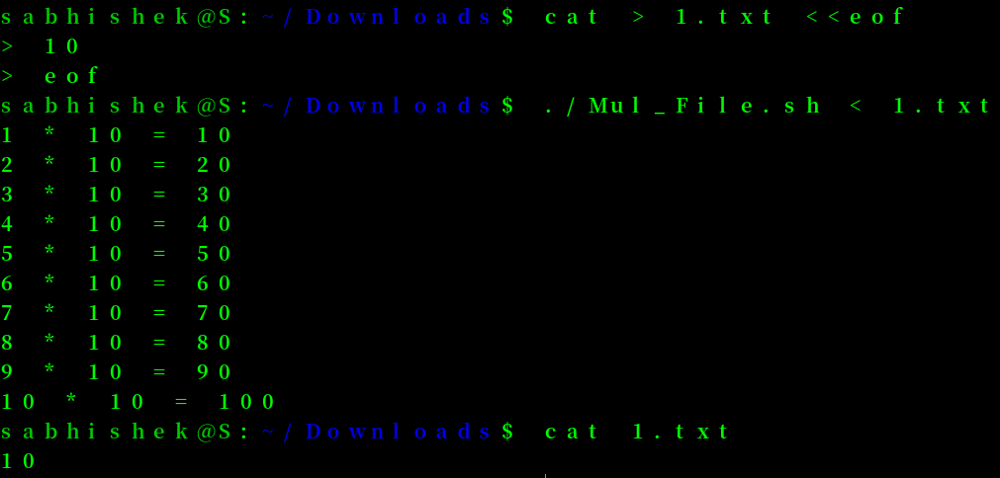 sabhishek@S:~/Downloads$ cat > 1.txt <<eof
> 10
> eof
sabhishek@S:~/Downloads$ ./Mul_File.sh < 1.txt
1 * 10 = 10
2 * 10 = 20
3 * 10 = 30
4 * 10 = 40
5 * 10 = 50
6 * 10 = 60
7 * 10 = 70
8 * 10 = 80
9 * 10 = 90
10 * 10 = 100
sabhishek@S:~/Downloads$ cat 1.txt
10